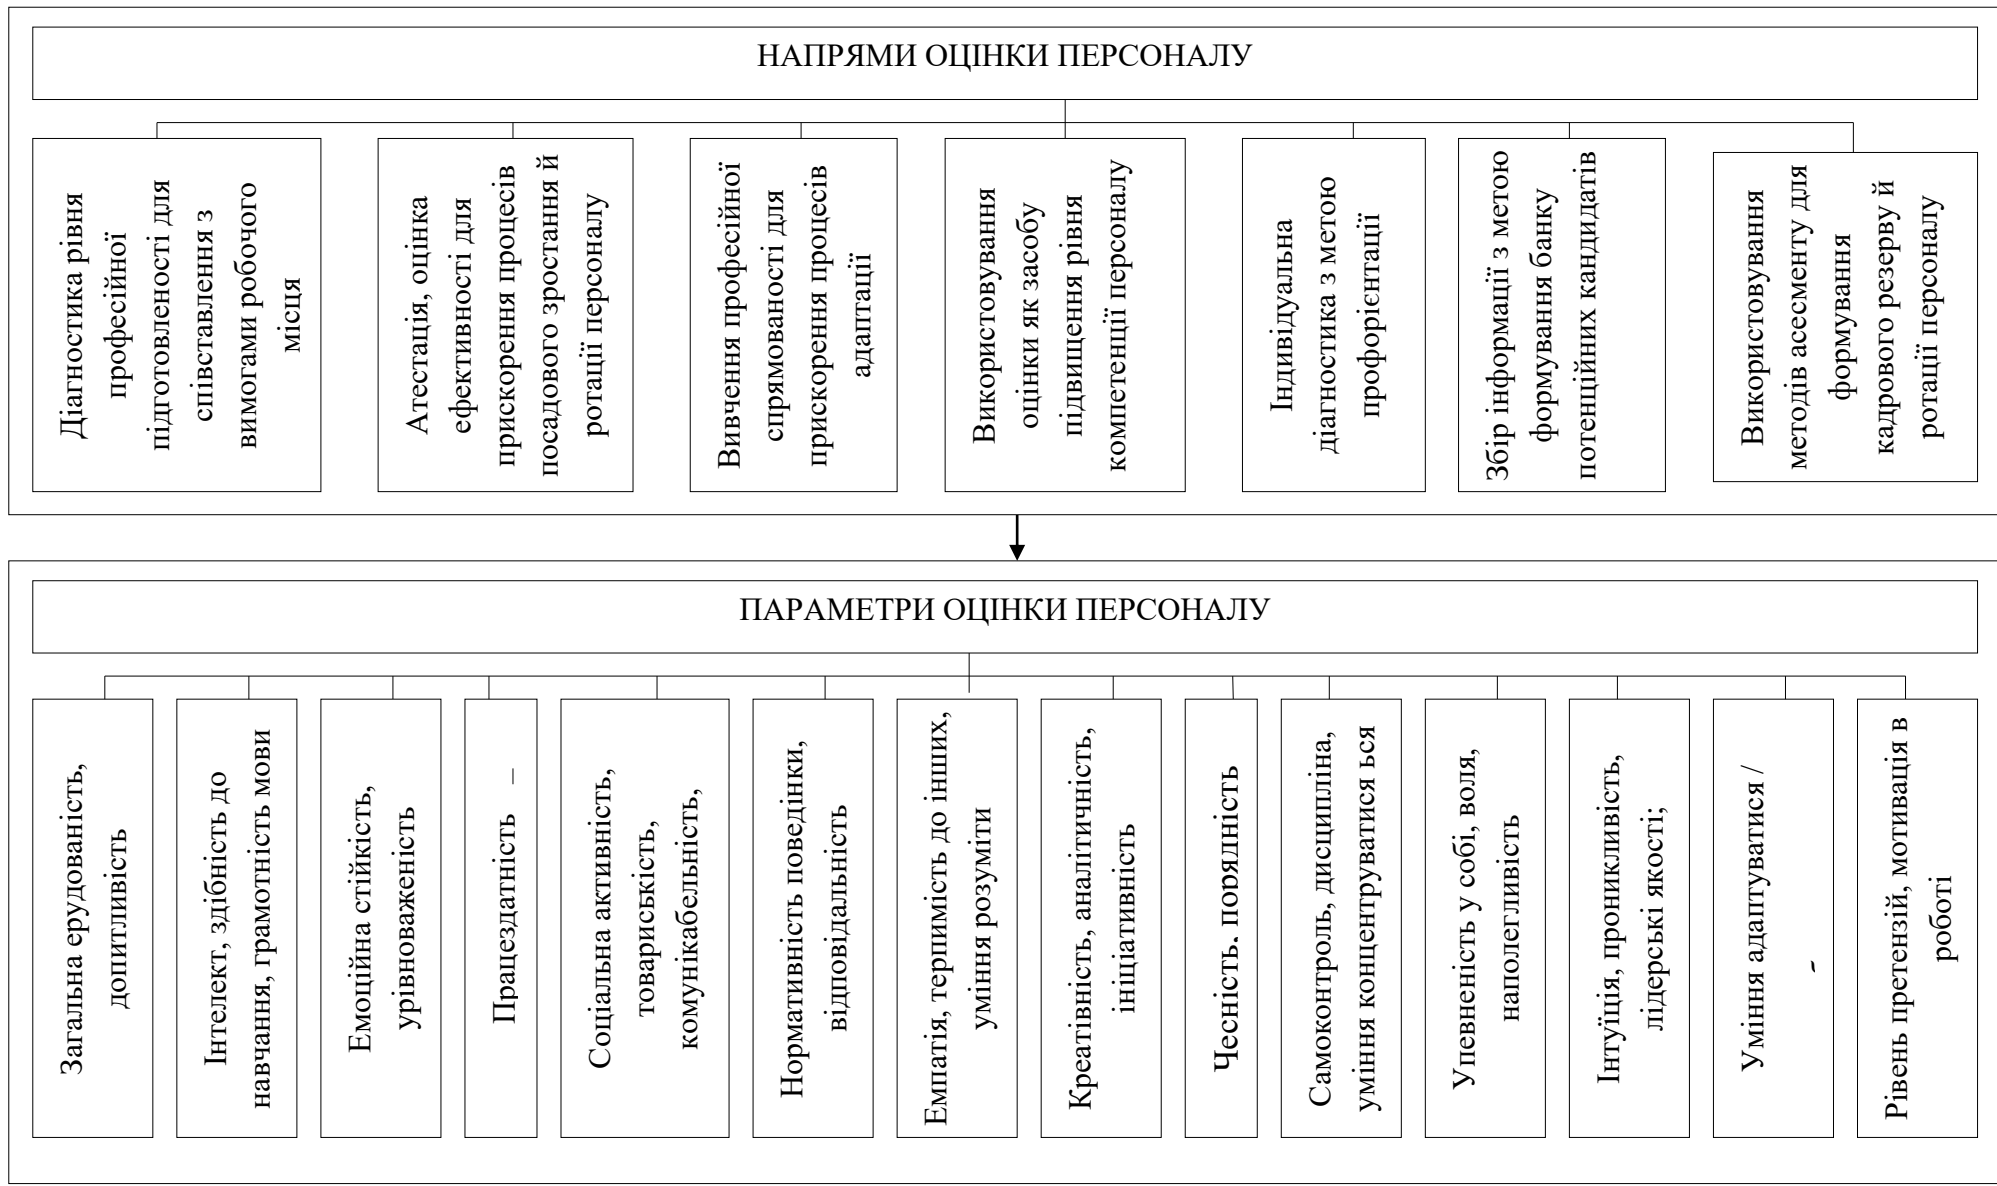 НАПРЯМИ ОЦІНКИ ПЕРСОНАЛУ
Діагностика рівня
професійної
підготовленості для
співставлення з
вимогами робочого
місця
Атестація, оцінка
ефективності для
прискорення процесів
посадового зростання й
ротації персоналу
Вивчення професійної
спрямованості для
прискорення процесів
адаптації
Використовування
оцінки як засобу
підвищення рівня
компетенції персоналу
Індивідуальна
діагностика з метою
профорієнтації
Збір інформації з метою
формування банку
потенційних кандидатів
Використовування
методів асесменту для
формування
кадрового резерву й
ротації персоналу
ПАРАМЕТРИ ОЦІНКИ ПЕРСОНАЛУ
Загальна ерудованість,
допитливість
Інтелект, здібність до
навчання, грамотність мови
Емоційна стійкість,
урівноваженість
Працездатність –
Соціальна активність,
товариськість,
комунікабельність,
Нормативність поведінки,
відповідальність
Емпатія, терпимість до інших,
уміння розуміти
Креатівність, аналітичність,
ініціативність
Чесність, порядність
Самоконтроль, дисципліна,
уміння концентруватися ься
Упевненість у собі, воля,
наполегливість
Інтуїція, проникливість,
лідерські якості;
Уміння адаптуватися /
Рівень претензій, мотивація в
роботі